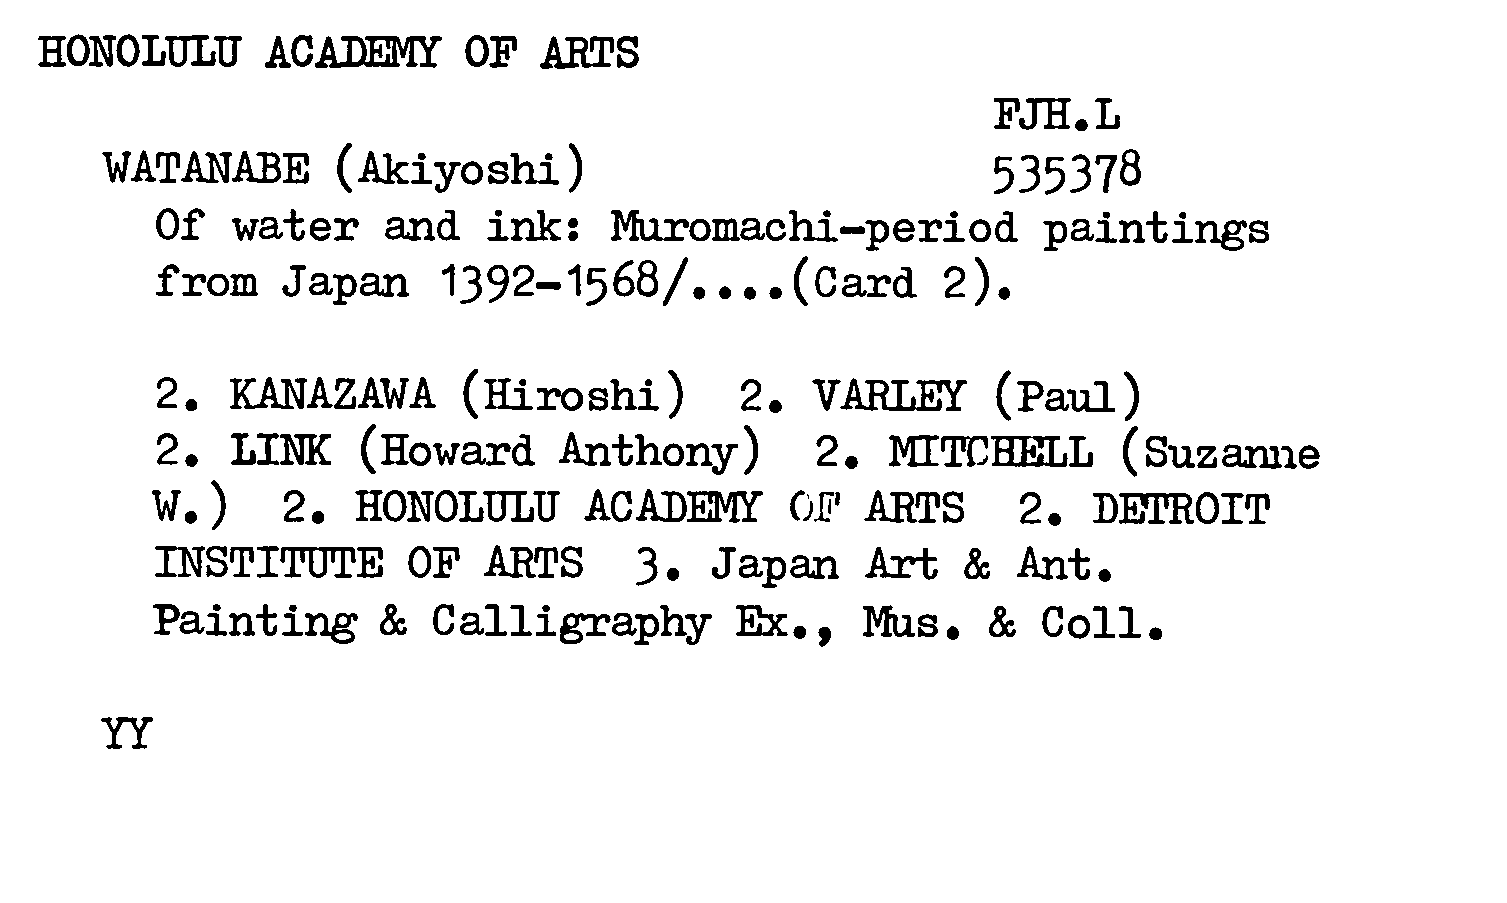 HONOLULU ACADEMY OF ARTS
FJH.L
WATANABE (Akiyoshi) 535378
Of water and ink: Muromachi-period paintings
from Japan 1392-1568/....(Card 2).
2. KANAZAWA (Hiroshi) 2. VARLEY (Paul)
2. LINK (Howard Anthony) 2. MITCHELL (Suzanne
W.) 2. HONOLULU ACADEMY OF ARTS 2. DETROIT
INSTITUTE OF ARTS 3. Japan Art & Ant.
Painting & Calligraphy Ex., Mus. & Coll.
YY